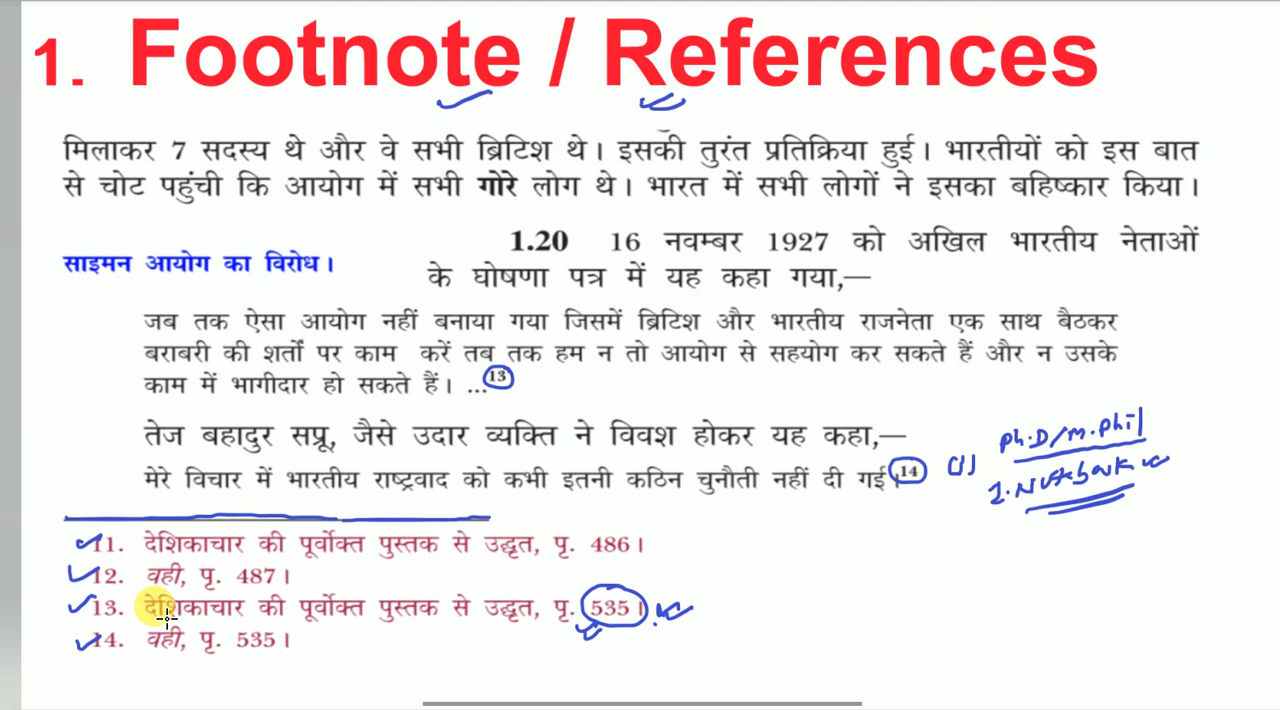 1. Footnote / References
मिलाकर 7 सदस्य थे और वे सभी ब्रिटिश थे। इसकी तुरंत प्रतिक्रिया हुई। भारतीयों को इस बात
से चोट पहुंची कि आयोग में सभी गोरे लोग थे। भारत में सभी लोगों ने इसका बहिष्कार किया।
साइमन आयोग का विरोध।
1.20 16 नवम्बर 1927 को अखिल भारतीय नेताओं
के घोषणा पत्र में यह कहा गया,—
जब तक ऐसा आयोग नहीं बनाया गया जिसमें ब्रिटिश और भारतीय राजनेता एक साथ बैठकर
बराबरी की शर्तों पर काम करें तब तक हम न तो आयोग से सहयोग कर सकते हैं और न उसके
काम में भागीदार हो सकते हैं। ...13
तेज बहादुर सप्रू, जैसे उदार व्यक्ति ने विवश होकर यह कहा,—
मेरे विचार में भारतीय राष्ट्रवाद को कभी इतनी कठिन चुनौती नहीं दी गई।14
(1) Ph.D/M.Phil
11. देशिकाचार की पूर्वोक्त पुस्तक से उद्धृत, पृ. 486।
12. वही, पृ. 487।
13. देशिकाचार की पूर्वोक्त पुस्तक से उद्धृत, पृ. 535।
14. वही, पृ. 535।